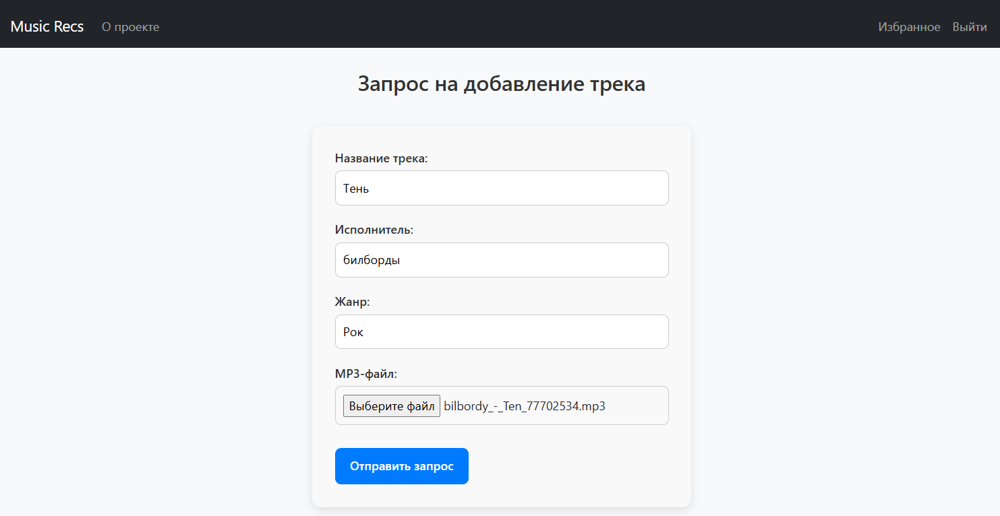 Music Recs О проекте Избранное Выйти
Запрос на добавление трека
Название трека:
Тень
Исполнитель:
билборды
Жанр:
Рок
MP3-файл:
Выберите файл bilbordy_-_Ten_77702534.mp3
Отправить запрос